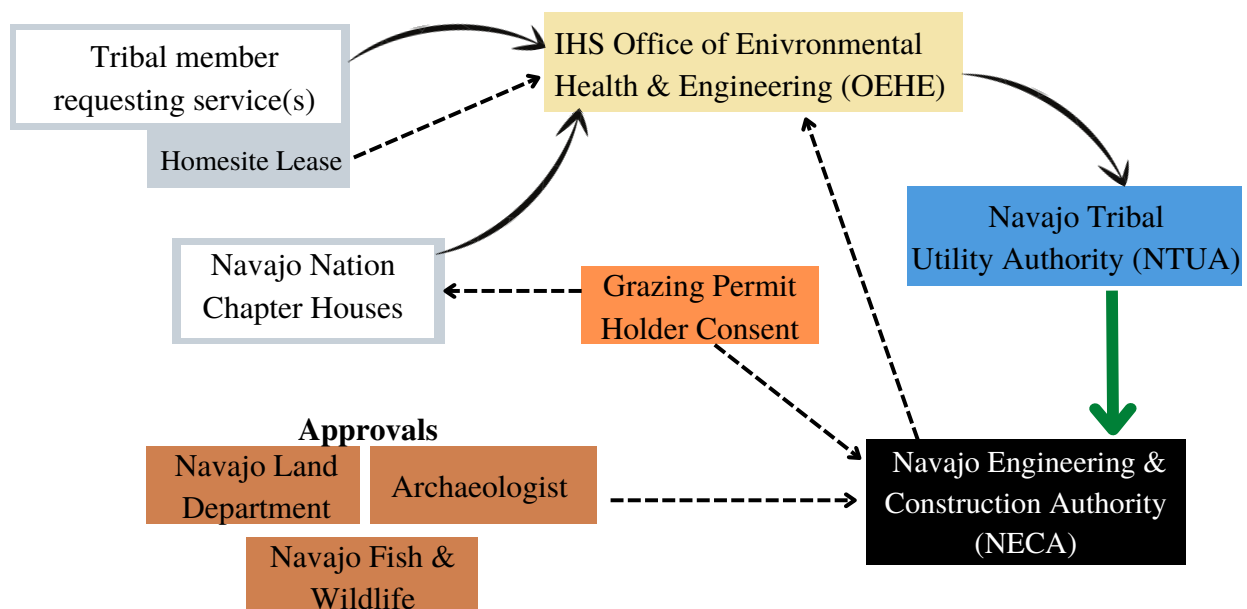 Tribal member
requesting service(s)
Homesite Lease
IHS Office of Enivronmental
Health & Engineering (OEHE)
Navajo Tribal
Utility Authority (NTUA)
Navajo Nation
Chapter Houses
Grazing Permit
Holder Consent
Approvals
Navajo Land
Department
Archaeologist
Navajo Fish &
Wildlife
Navajo Engineering &
Construction Authority
(NECA)